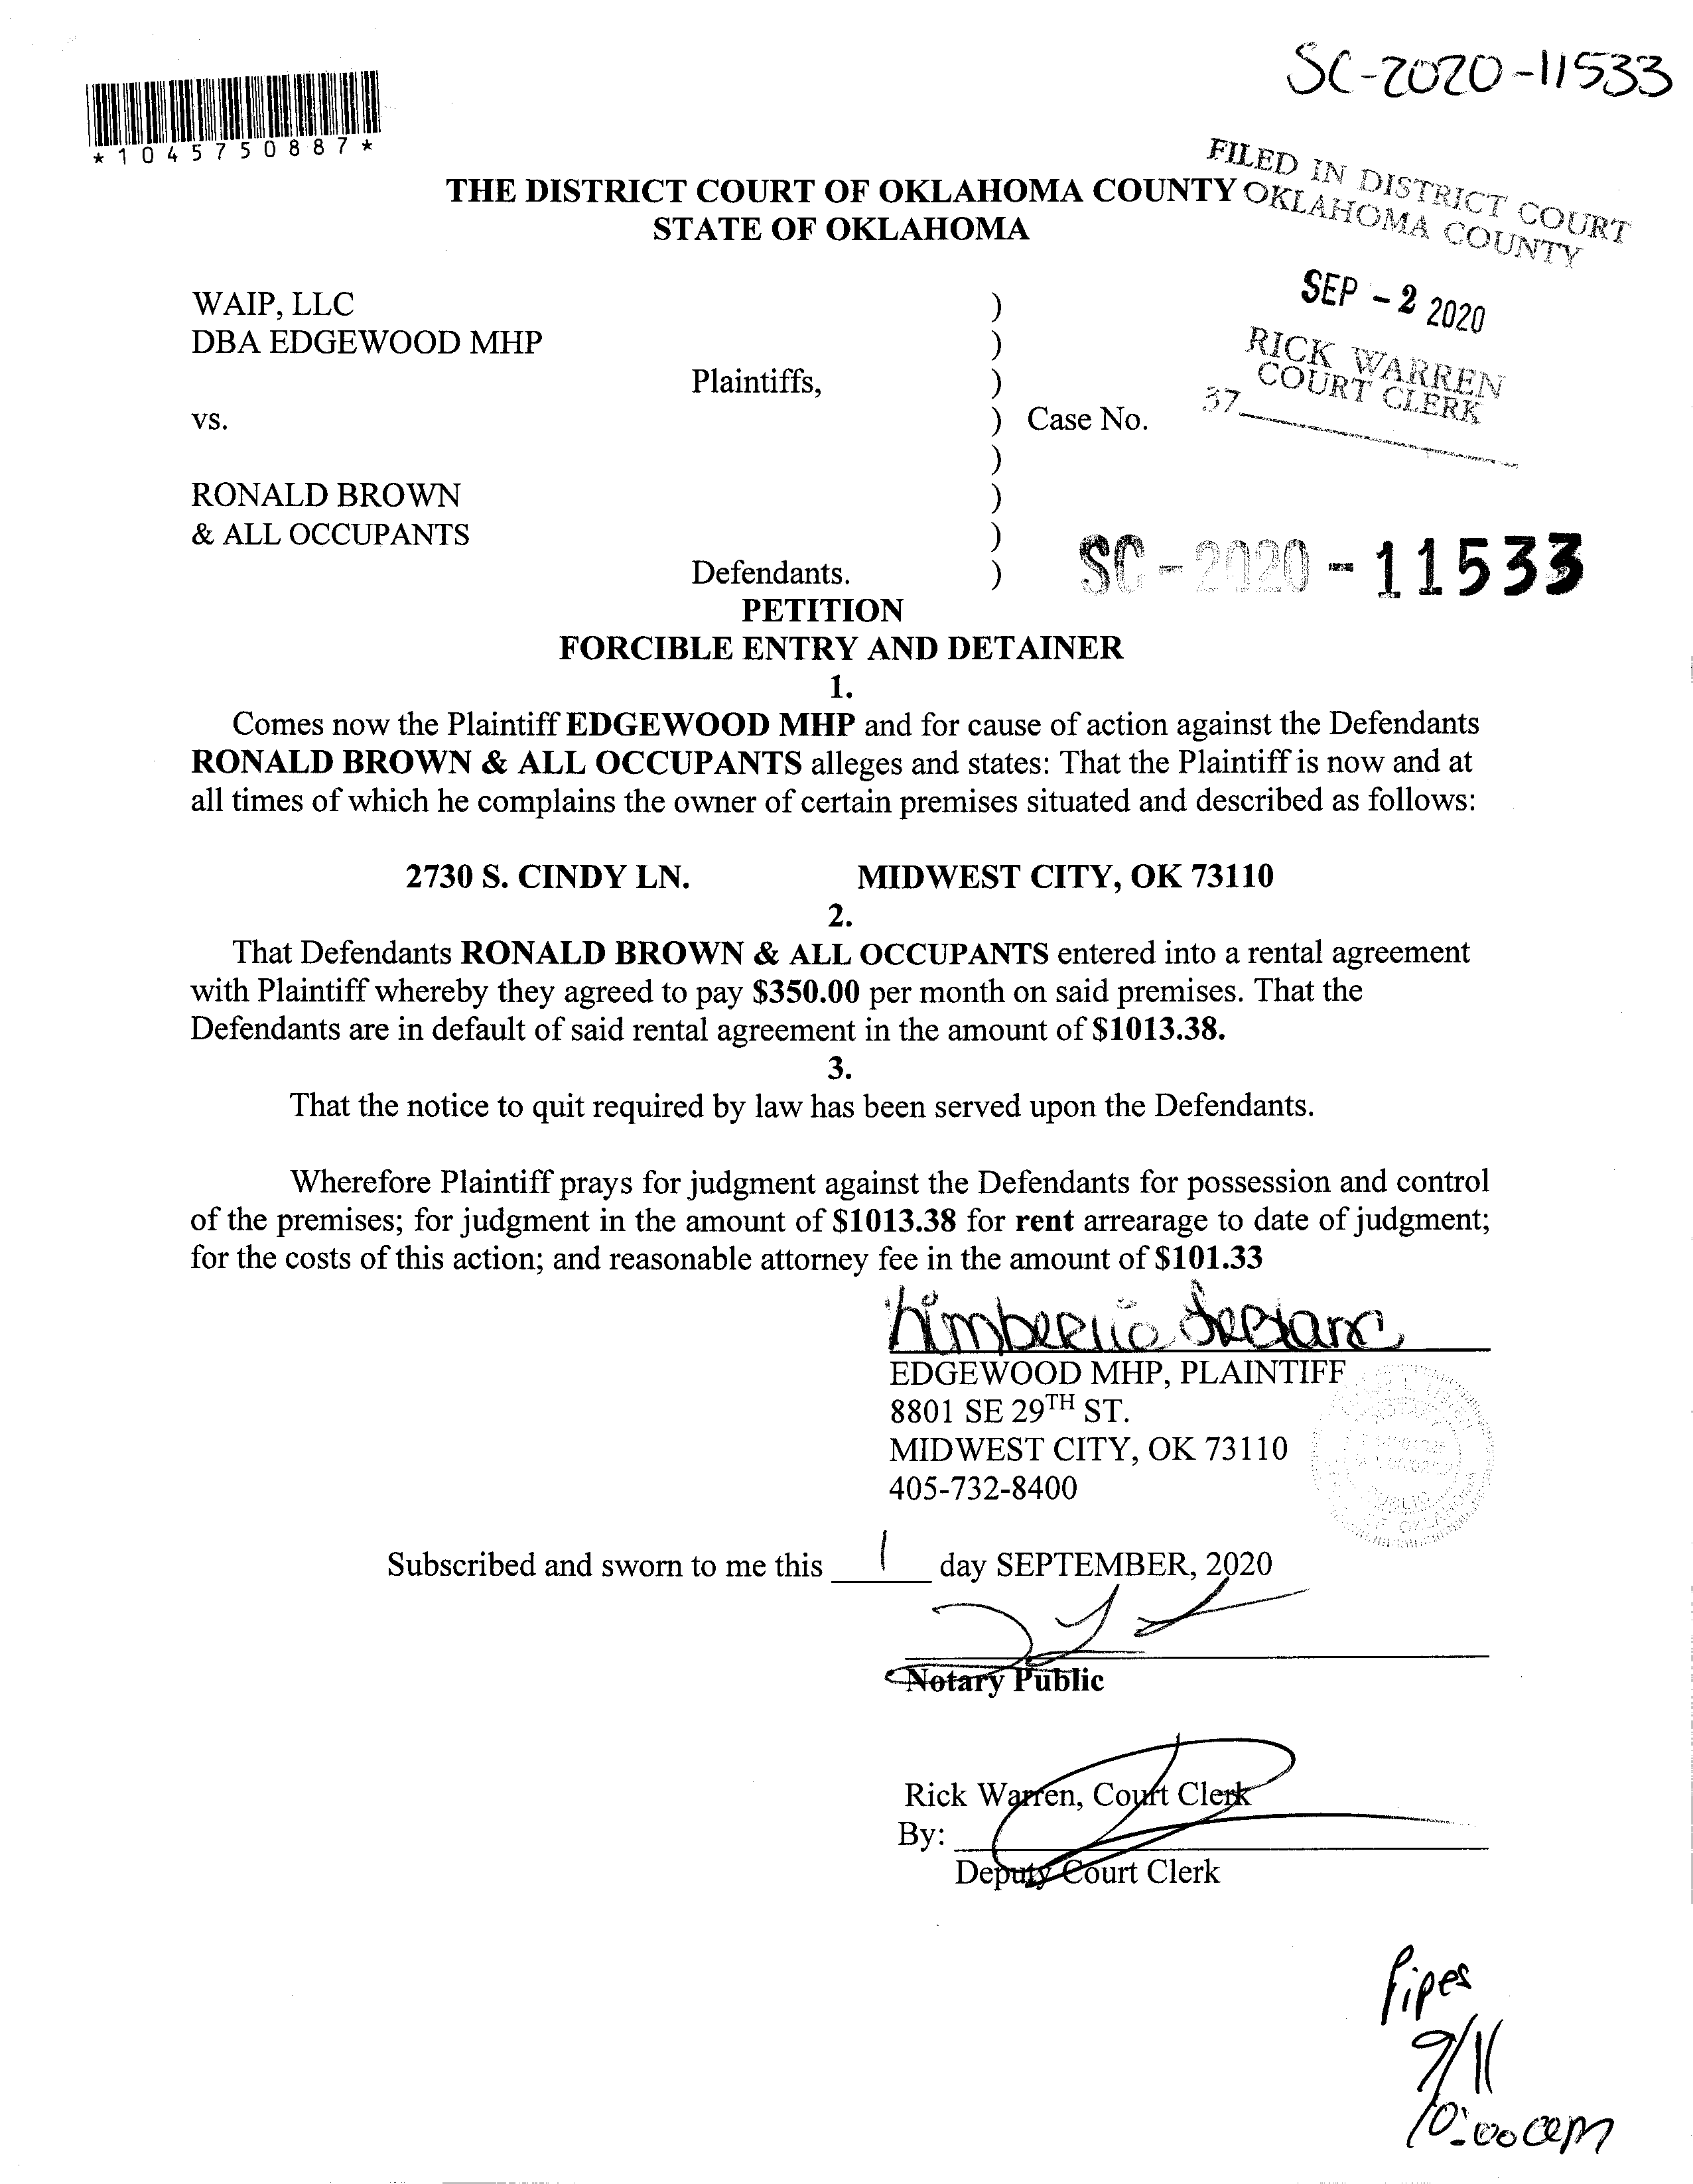 SC-2020-11533
*1045750887*
FILED IN DISTRICT COURT
OKLAHOMA COUNTY
THE DISTRICT COURT OF OKLAHOMA COUNTY
STATE OF OKLAHOMA
SEP - 2 2020
RICK WARREN
COURT CLERK
37
WAIP, LLC )
DBA EDGEWOOD MHP )
Plaintiffs, )
vs. ) Case No.
)
RONALD BROWN )
& ALL OCCUPANTS )
SC-2020-11533
Defendants. )
PETITION
FORCIBLE ENTRY AND DETAINER
1.
Comes now the Plaintiff EDGEWOOD MHP and for cause of action against the Defendants
RONALD BROWN & ALL OCCUPANTS alleges and states: That the Plaintiff is now and at
all times of which he complains the owner of certain premises situated and described as follows:
2730 S. CINDY LN. MIDWEST CITY, OK 73110
2.
That Defendants RONALD BROWN & ALL OCCUPANTS entered into a rental agreement
with Plaintiff whereby they agreed to pay $350.00 per month on said premises. That the
Defendants are in default of said rental agreement in the amount of $1013.38.
3.
That the notice to quit required by law has been served upon the Defendants.
Wherefore Plaintiff prays for judgment against the Defendants for possession and control
of the premises; for judgment in the amount of $1013.38 for rent arrearage to date of judgment;
for the costs of this action; and reasonable attorney fee in the amount of $101.33
EDGEWOOD MHP, PLAINTIFF
8801 SE 29TH ST.
MIDWEST CITY, OK 73110
405-732-8400
Subscribed and sworn to me this 1 day SEPTEMBER, 2020
Notary Public
Rick Warren, Court Clerk
By:
Deputy Court Clerk
Pipes
9/11
10:00 am